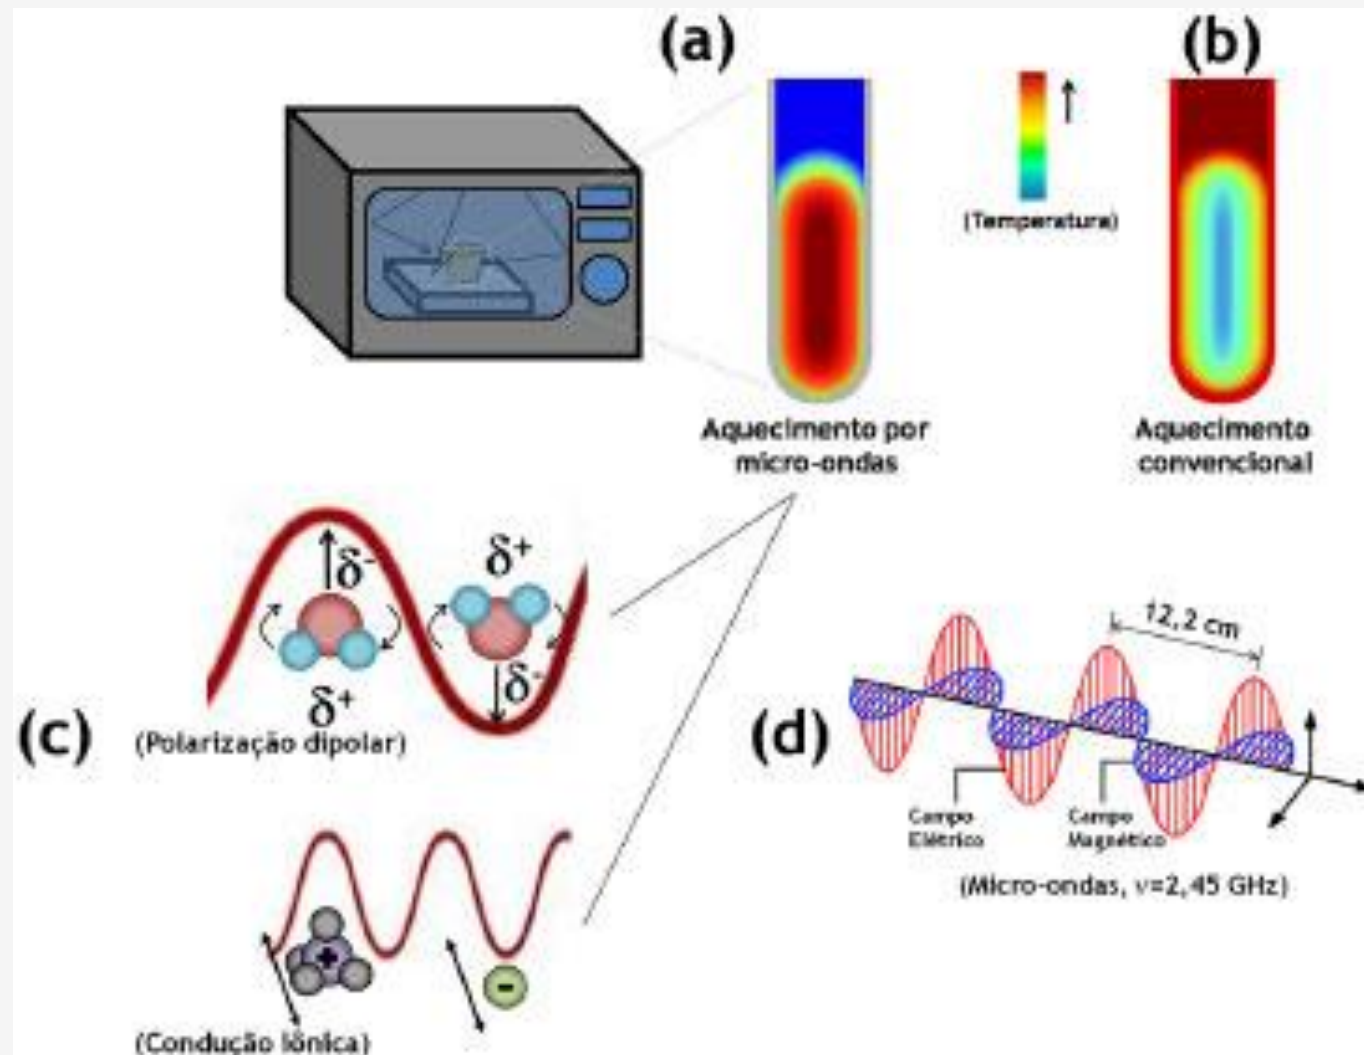 (a)
(b)
(Temperatura)
Aquecimento por
micro-ondas
Aquecimento
convencional
δ-
δ+
δ+
δ-
(c)
(Polarização dipolar)
12,2 cm
(d)
Campo
Elétrico
Campo
Magnético
(Micro-ondas, ν=2,45 GHz)
+
-
(Condução iônica)